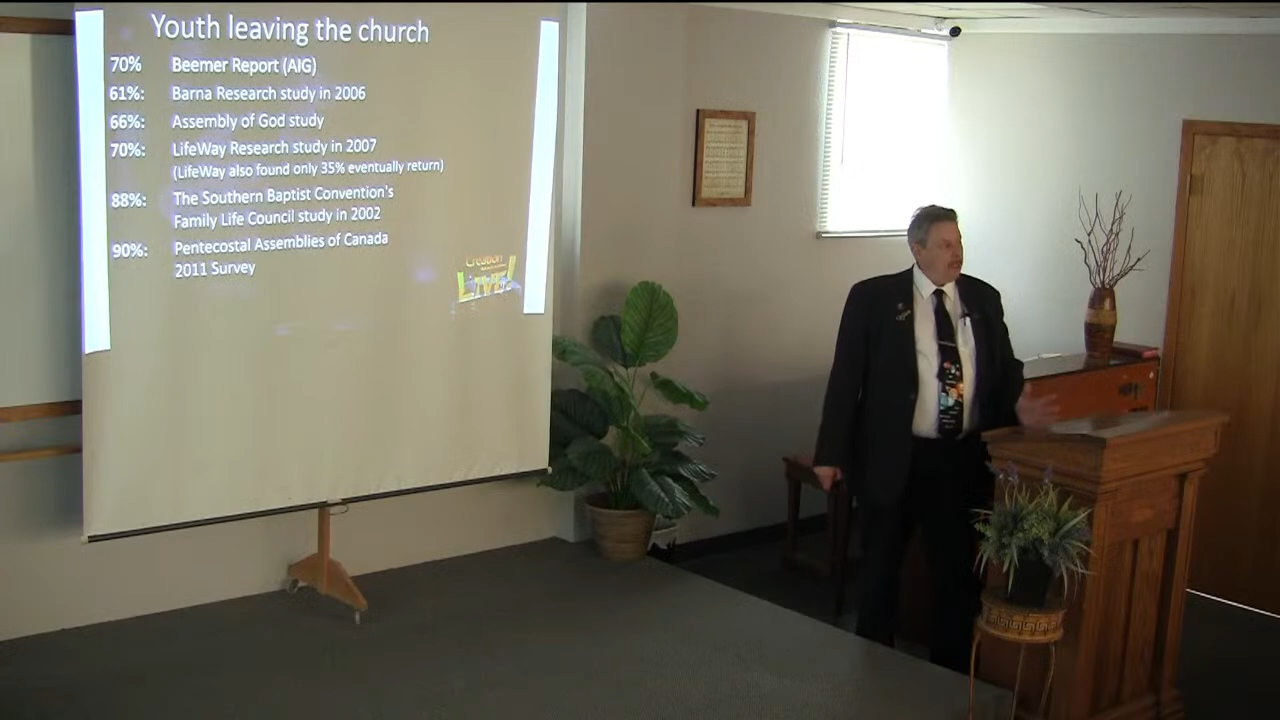 Youth leaving the church
70% Beemer Report (AIG)
61%: Barna Research study in 2006
66%: Assembly of God study
70%: LifeWay Research study in 2007
(LifeWay also found only 35% eventually return)
88%: The Southern Baptist Convention's
Family Life Council study in 2002
90%: Pentecostal Assemblies of Canada
2011 Survey
Creation